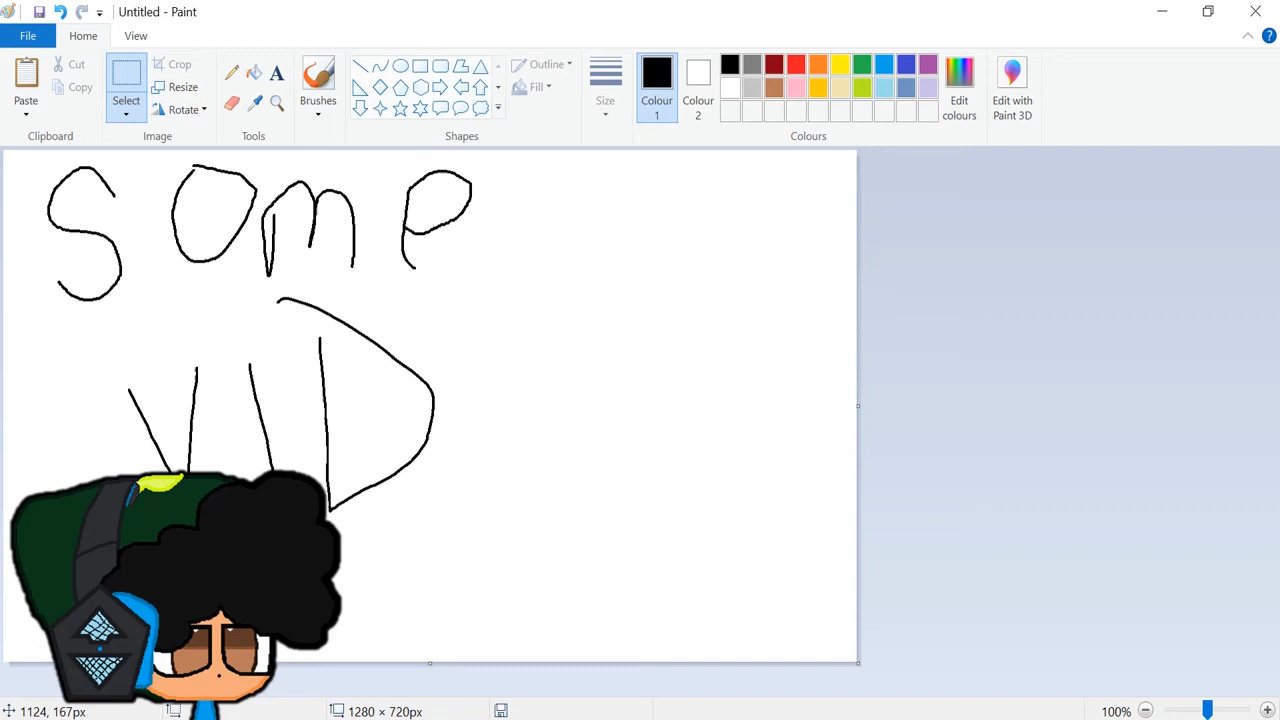 Untitled - Paint
File Home View
Paste Cut Copy Clipboard
Select Crop Resize Rotate Image
Tools
Brushes
Shapes Outline Fill
Size
Colour 1 Colour 2 Edit colours Colours
Edit with Paint 3D
some
VID
1124, 167px 1280 × 720px 100%